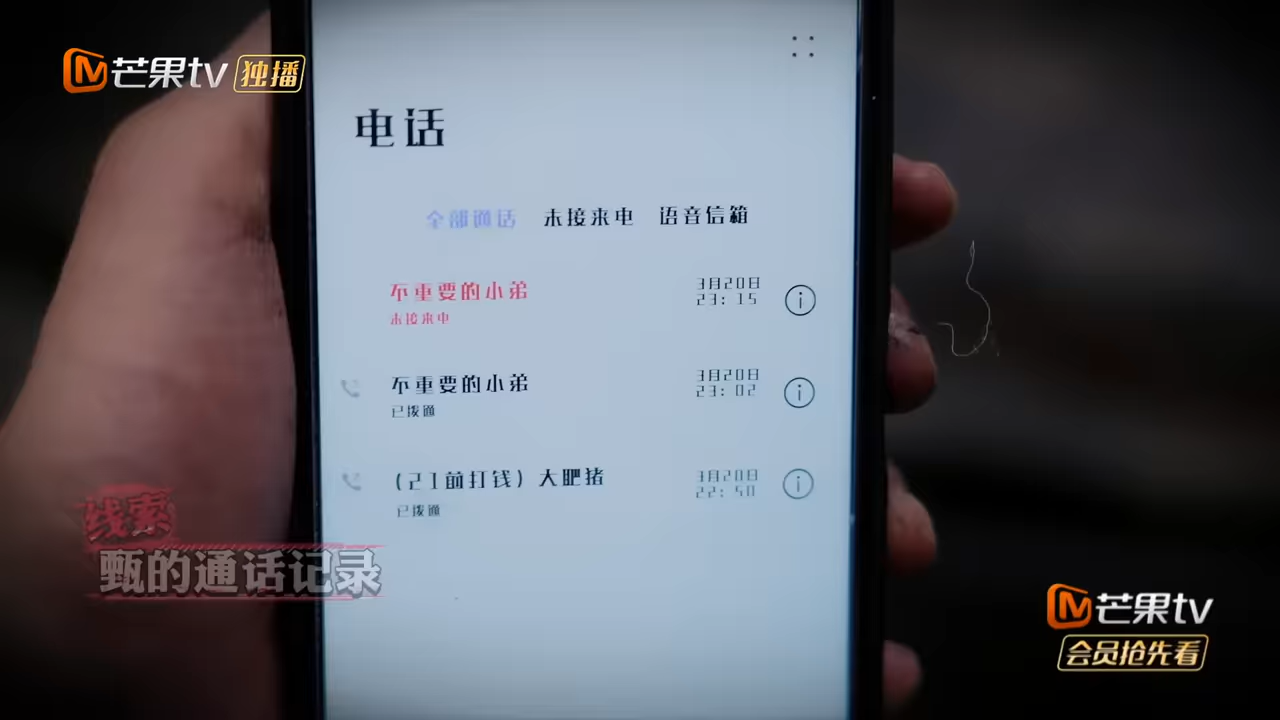 芒果tv 独播
电话
全部通话 未接来电 语音信箱
不重要的小弟 3月20日
未接来电 23:15
不重要的小弟 3月20日
已拨通 23:02
(21前打钱)大肥猪 3月20日
已拨通 22:50
线索
甄的通话记录
芒果tv
会员抢先看